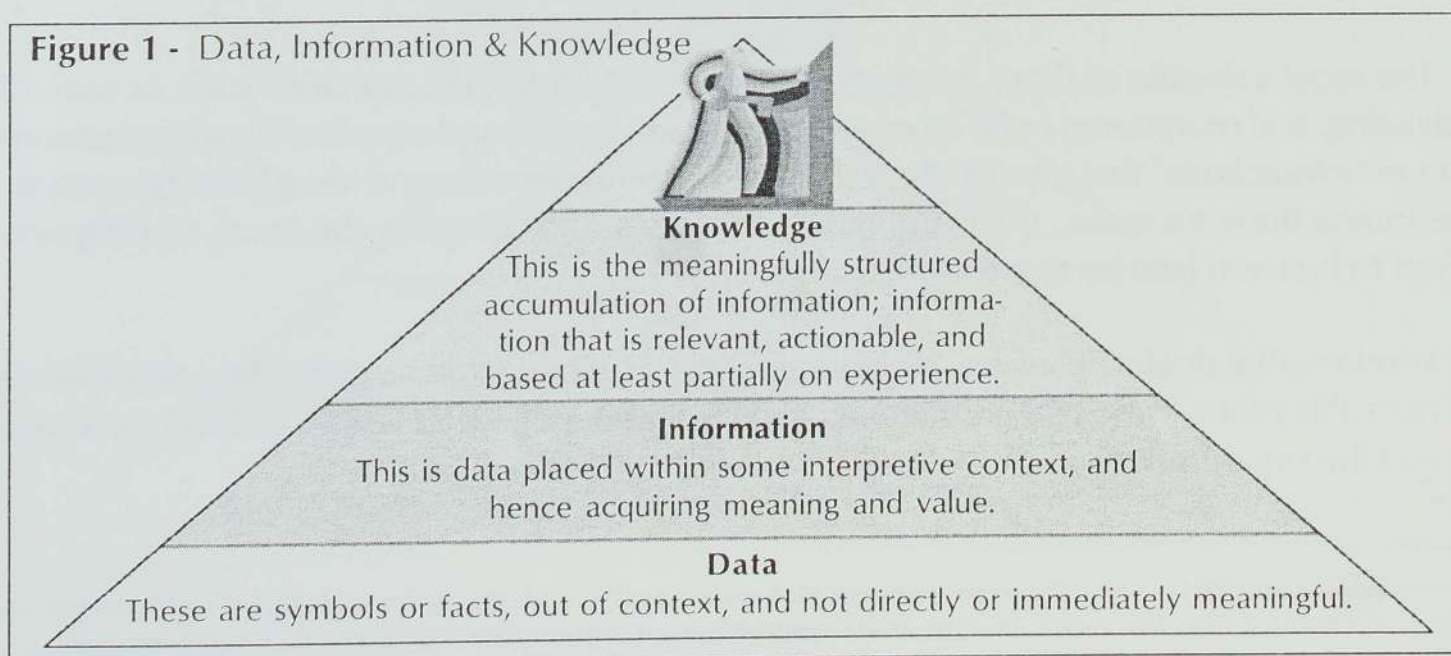 Figure 1 - Data, Information & Knowledge
Knowledge
This is the meaningfully structured
accumulation of information; informa-
tion that is relevant, actionable, and
based at least partially on experience.
Information
This is data placed within some interpretive context, and
hence acquiring meaning and value.
Data
These are symbols or facts, out of context, and not directly or immediately meaningful.